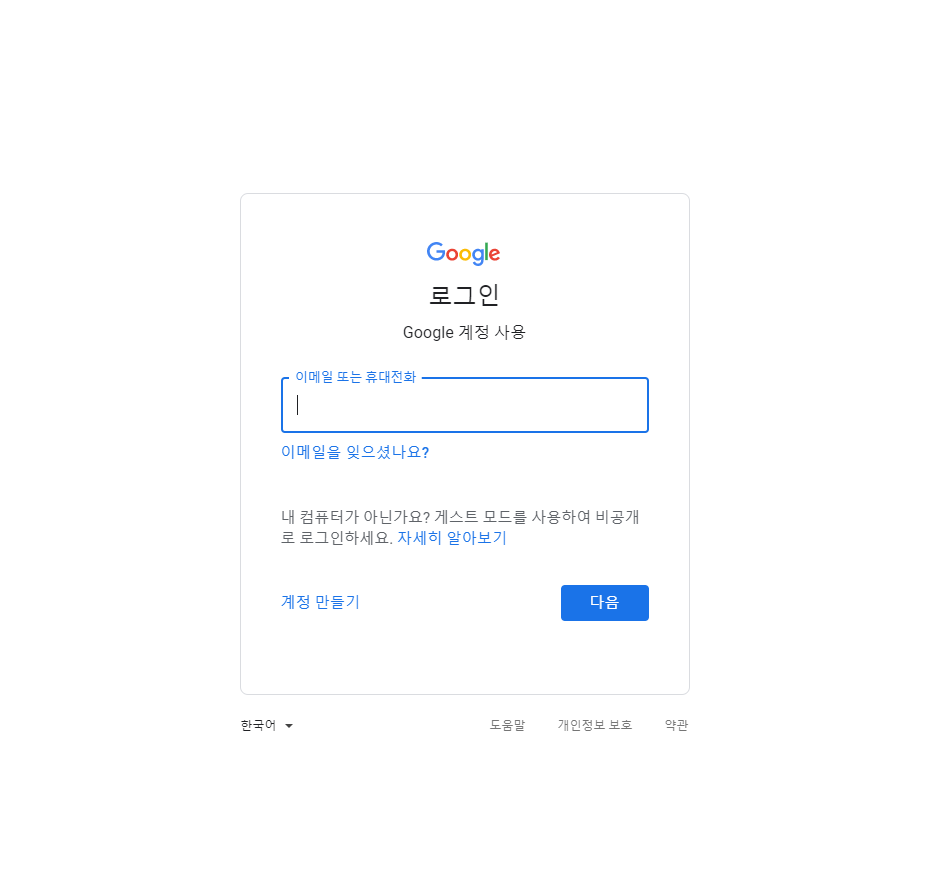 Google
로그인
Google 계정 사용
이메일 또는 휴대전화
이메일을 잊으셨나요?
내 컴퓨터가 아닌가요? 게스트 모드를 사용하여 비공개
로 로그인하세요. 자세히 알아보기
계정 만들기
다음
한국어
도움말
개인정보 보호
약관